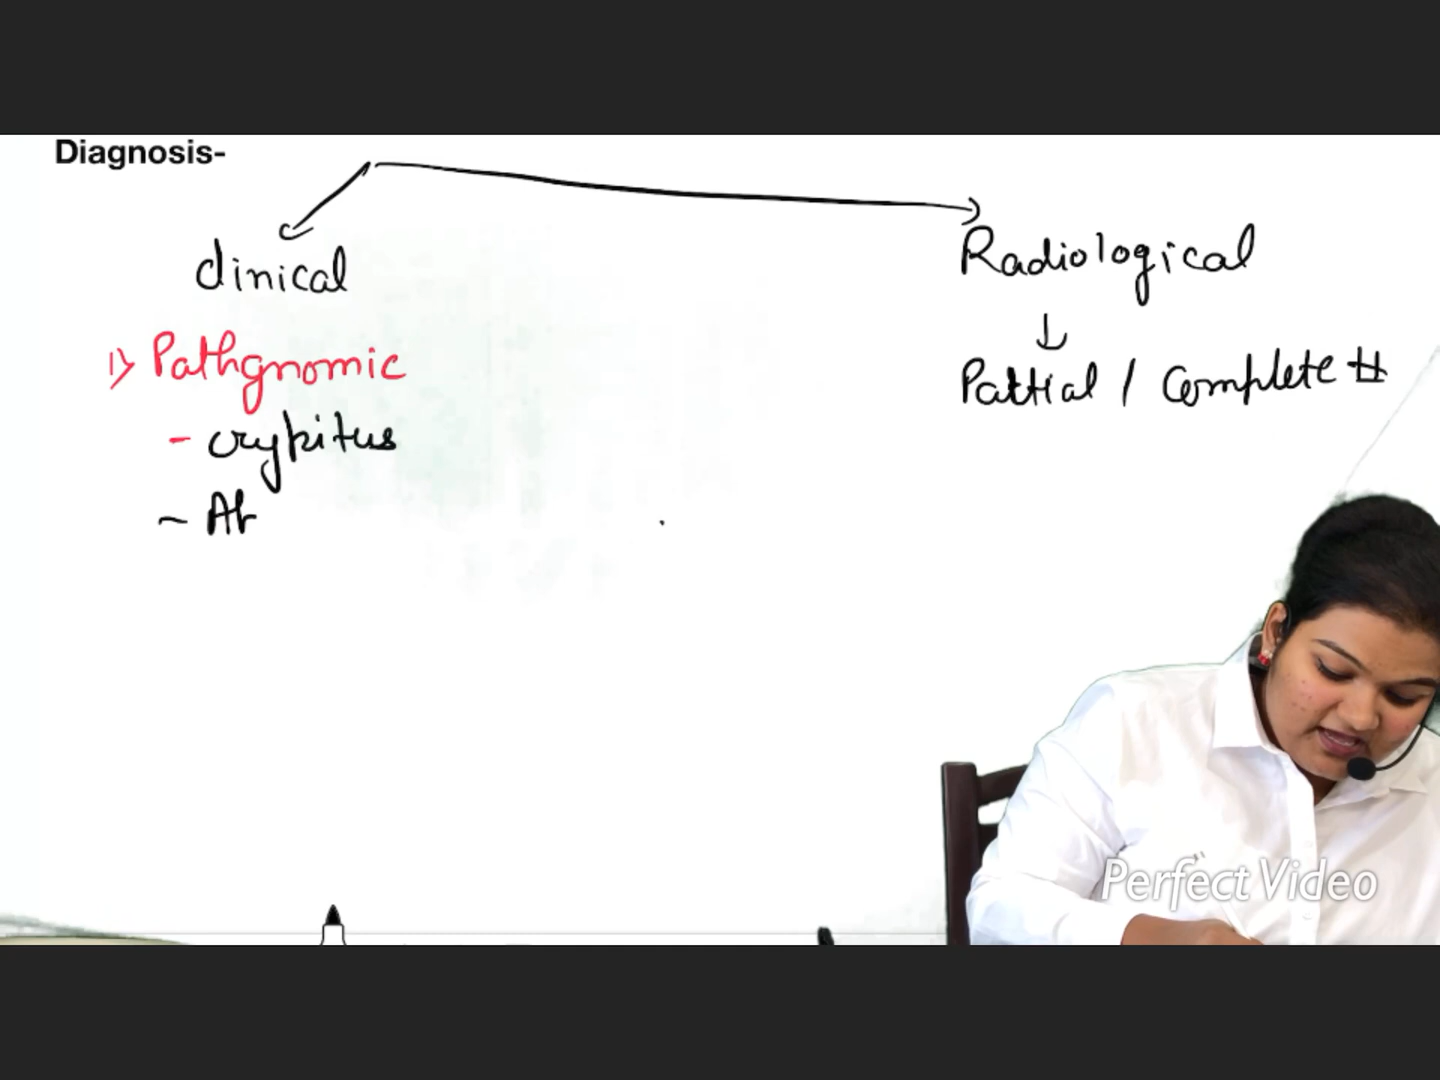 Diagnosis-
Clinical
Radiological
1> Pathgnomic
Partial / Complete #
- crypitus
~ Ab
Perfect Video